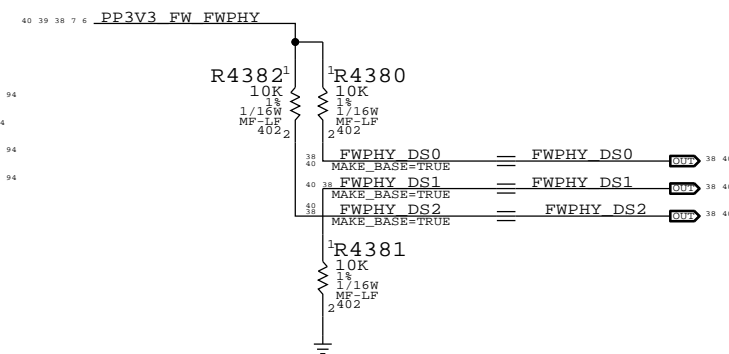 40 39 38 7 6 PP3V3_FW_FWPHY
R4382 1
10K
1%
1/16W
MF-LF
402 2
1 R4380
10K
1%
1/16W
MF-LF
2 402
94
4
94
94
38 40 FWPHY_DS0 FWPHY_DS0 OUT 38 40
MAKE_BASE=TRUE
40 38 FWPHY_DS1 FWPHY_DS1 OUT 38 40
MAKE_BASE=TRUE
40 38 FWPHY_DS2 FWPHY_DS2 OUT 38 40
MAKE_BASE=TRUE
1 R4381
10K
1%
1/16W
MF-LF
2 402